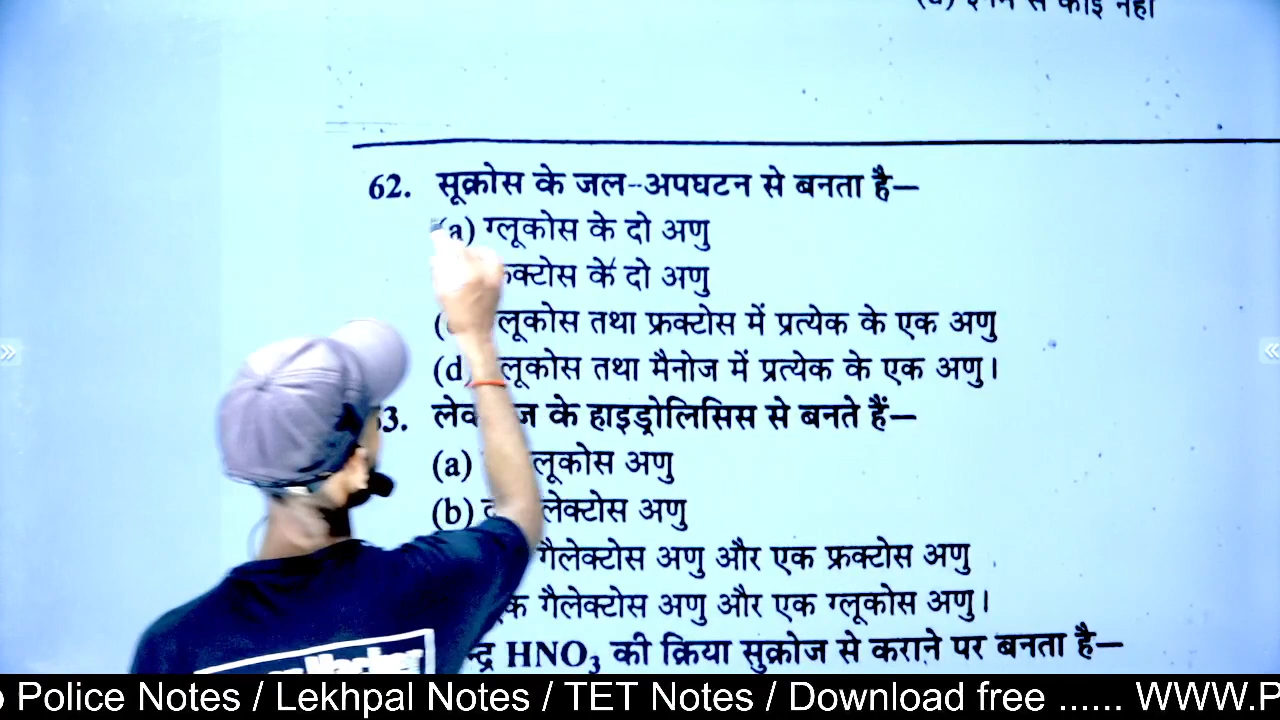 62. सूक्रोस के जल-अपघटन से बनता है—
(a) ग्लूकोस के दो अणु
के दो अणु
तथा फ्रक्टोस में प्रत्येक के एक अणु
(d) तथा मैनोज में प्रत्येक के एक अणु।
के हाइड्रोलिसिस से बनते हैं—
(a) अणु
(b) अणु
गैलेक्टोस अणु और एक फ्रक्टोस अणु
गैलेक्टोस अणु और एक ग्लूकोस अणु।
HNO₃ की क्रिया सुक्रोज से कराने पर बनता है—
Police Notes / Lekhpal Notes / TET Notes / Download free ...... WWW.P